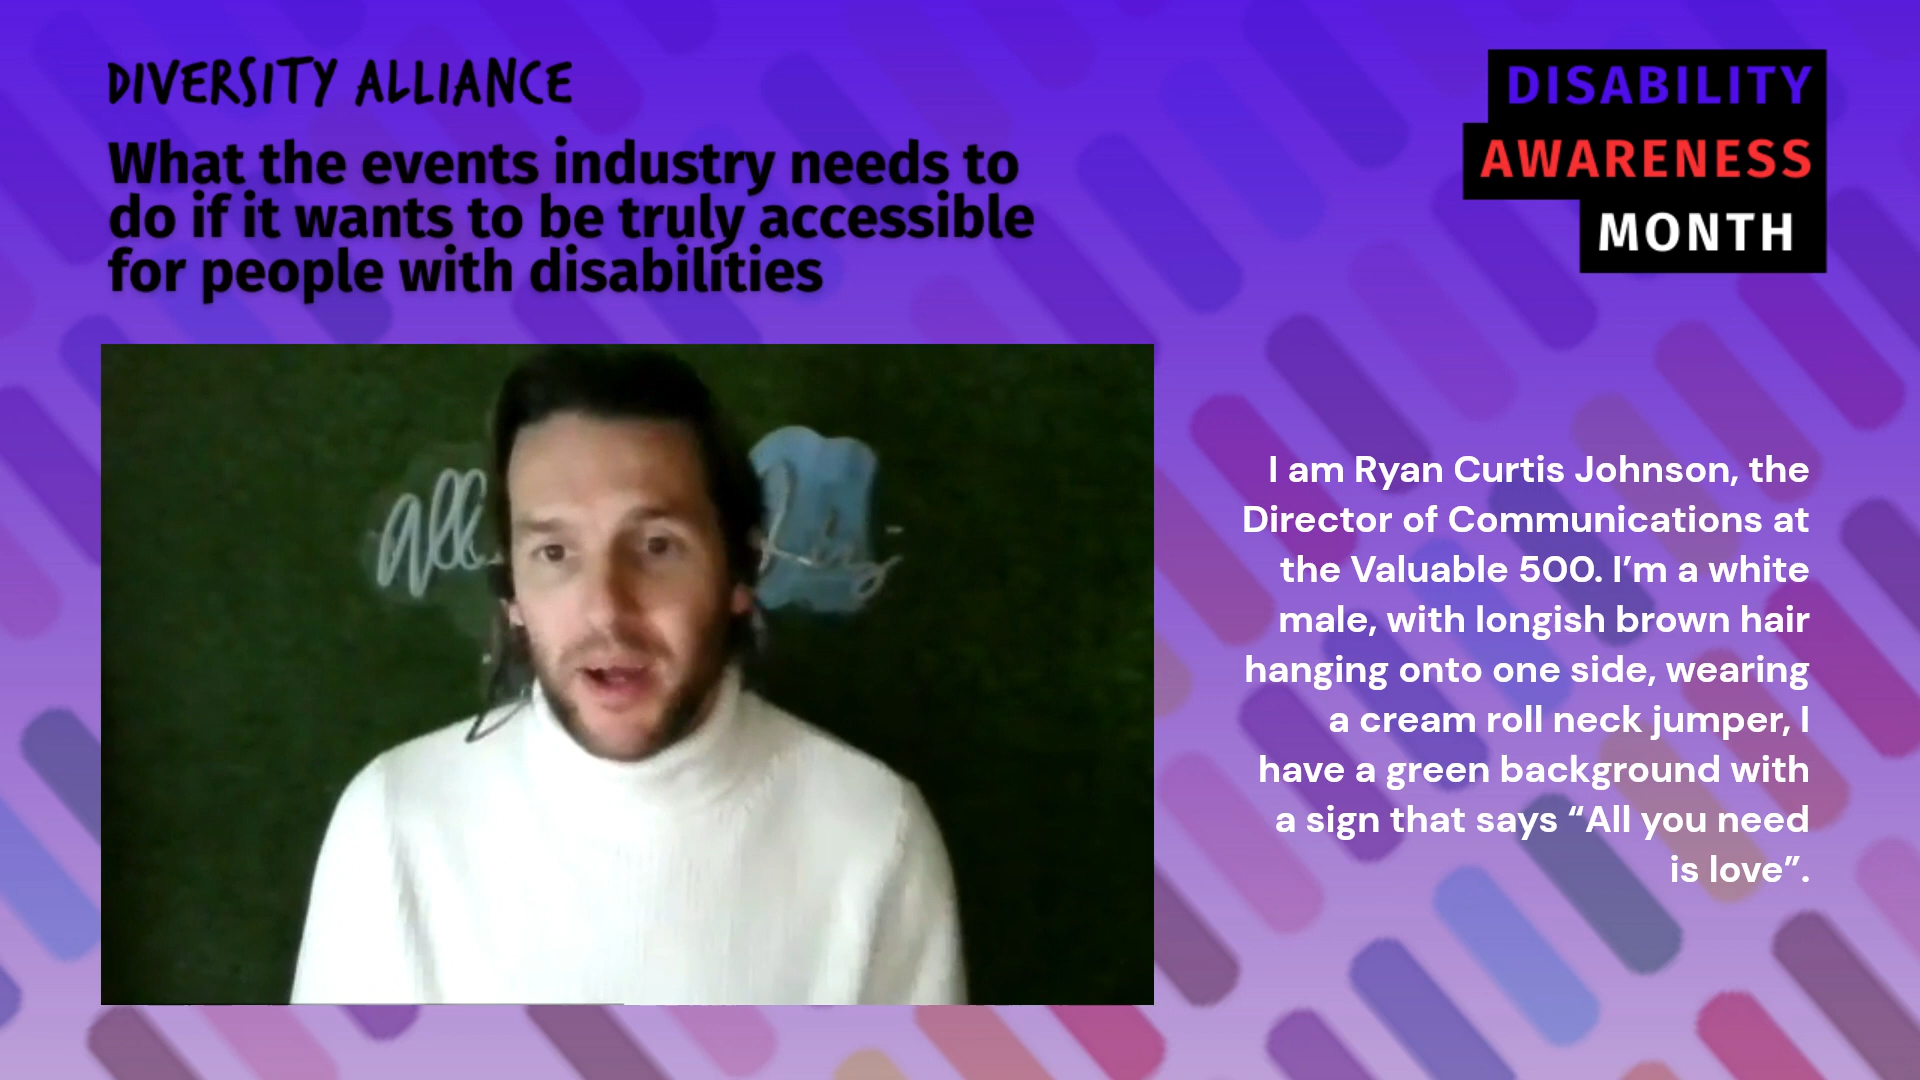 DIVERSITY ALLIANCE
What the events industry needs to
do if it wants to be truly accessible
for people with disabilities
DISABILITY
AWARENESS
MONTH
All
I am Ryan Curtis Johnson, the
Director of Communications at
the Valuable 500. I’m a white
male, with longish brown hair
hanging onto one side, wearing
a cream roll neck jumper, I
have a green background with
a sign that says “All you need
is love”.